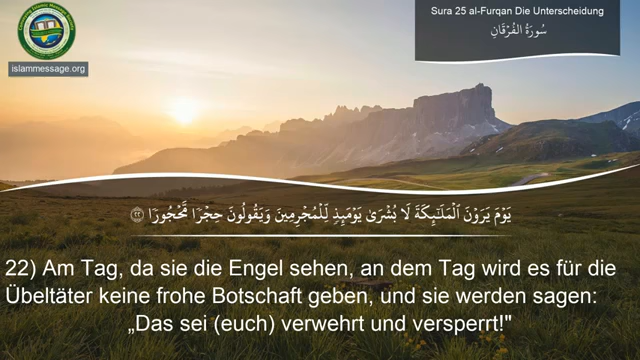 Sura 25 al-Furqan Die Unterscheidung
سُورَةُ الفُرْقَانِ
islammessage.org
يَوْمَ يَرَوْنَ ٱلْمَلَـٰٓئِكَةَ لَا بُشْرَىٰ يَوْمَئِذٍ لِّلْمُجْرِمِينَ وَيَقُولُونَ حِجْرًا مَّحْجُورًا ﴿٢٢﴾
22) Am Tag, da sie die Engel sehen, an dem Tag wird es für die
Übeltäter keine frohe Botschaft geben, und sie werden sagen:
„Das sei (euch) verwehrt und versperrt!"